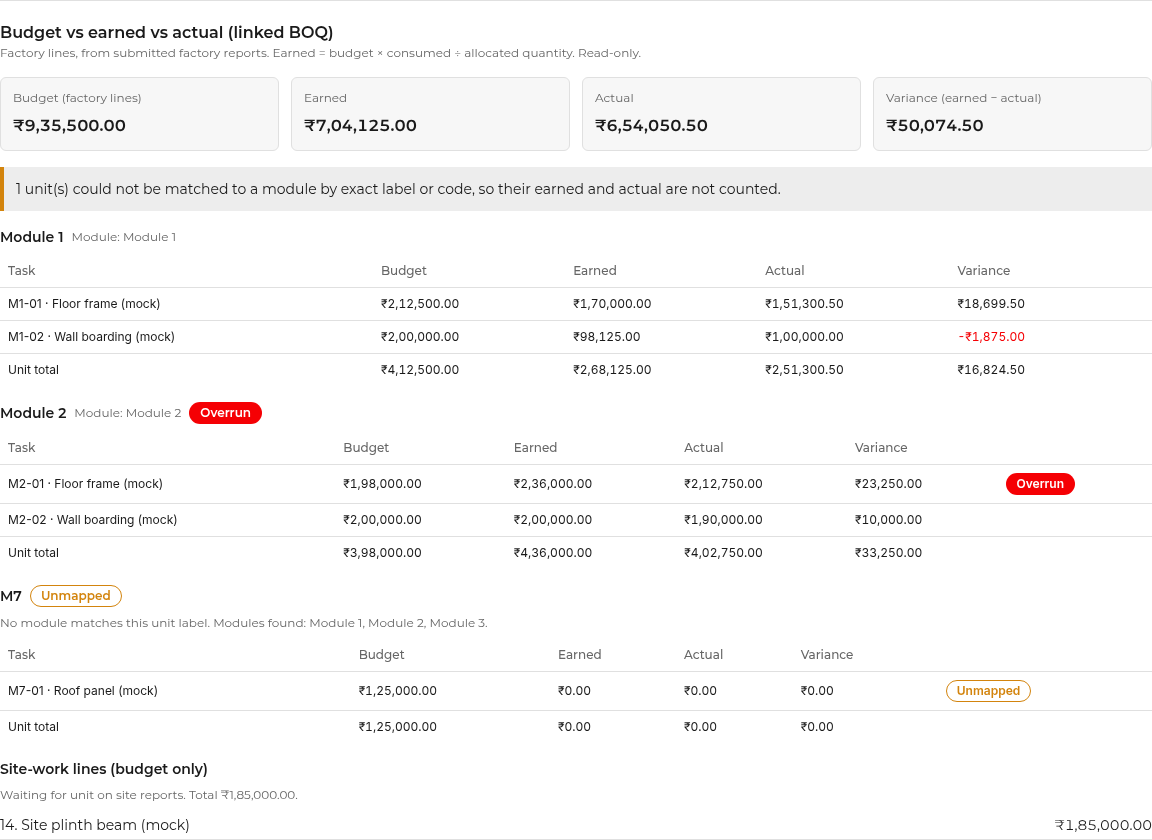 Budget vs earned vs actual (linked BOQ)
Factory lines, from submitted factory reports. Earned = budget × consumed ÷ allocated quantity. Read-only.
Budget (factory lines) Earned Actual Variance (earned − actual)
₹9,35,500.00 ₹7,04,125.00 ₹6,54,050.50 ₹50,074.50
1 unit(s) could not be matched to a module by exact label or code, so their earned and actual are not counted.
Module 1 Module: Module 1
Task Budget Earned Actual Variance
M1-01 · Floor frame (mock) ₹2,12,500.00 ₹1,70,000.00 ₹1,51,300.50 ₹18,699.50
M1-02 · Wall boarding (mock) ₹2,00,000.00 ₹98,125.00 ₹1,00,000.00 -₹1,875.00
Unit total ₹4,12,500.00 ₹2,68,125.00 ₹2,51,300.50 ₹16,824.50
Module 2 Module: Module 2 Overrun
Task Budget Earned Actual Variance
M2-01 · Floor frame (mock) ₹1,98,000.00 ₹2,36,000.00 ₹2,12,750.00 ₹23,250.00 Overrun
M2-02 · Wall boarding (mock) ₹2,00,000.00 ₹2,00,000.00 ₹1,90,000.00 ₹10,000.00
Unit total ₹3,98,000.00 ₹4,36,000.00 ₹4,02,750.00 ₹33,250.00
M7 Unmapped
No module matches this unit label. Modules found: Module 1, Module 2, Module 3.
Task Budget Earned Actual Variance
M7-01 · Roof panel (mock) ₹1,25,000.00 ₹0.00 ₹0.00 ₹0.00 Unmapped
Unit total ₹1,25,000.00 ₹0.00 ₹0.00 ₹0.00
Site-work lines (budget only)
Waiting for unit on site reports. Total ₹1,85,000.00.
14. Site plinth beam (mock) ₹1,85,000.00